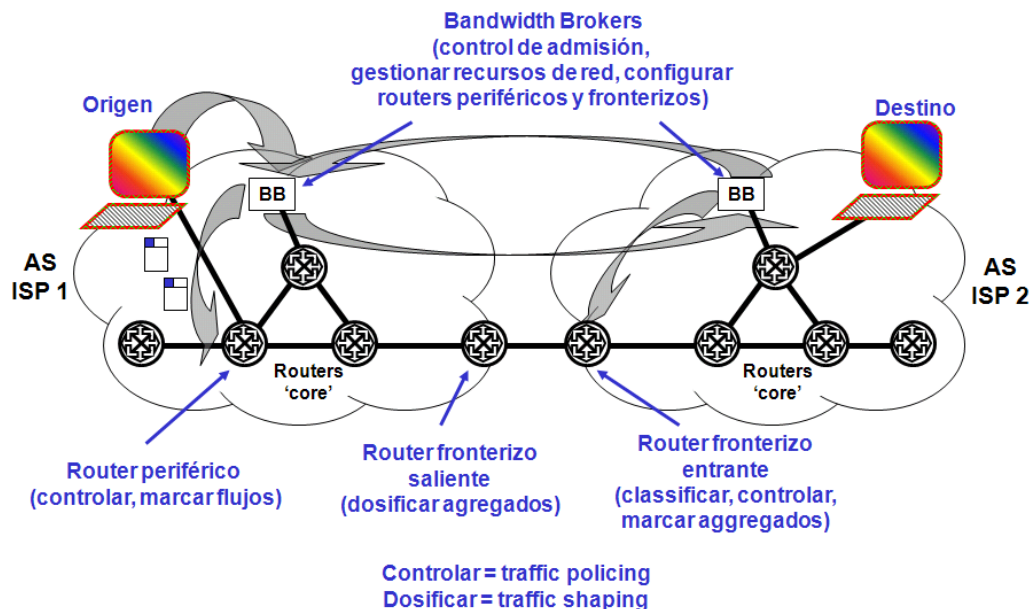 Bandwidth Brokers
(control de admisión,
gestionar recursos de red, configurar
routers periféricos y fronterizos)
Origen
Destino
BB
BB
AS
ISP 1
AS
ISP 2
Routers
‘core’
Routers
‘core’
Router periférico
(controlar, marcar flujos)
Router fronterizo
saliente
(dosificar agregados)
Router fronterizo
entrante
(classificar, controlar,
marcar aggregados)
Controlar = traffic policing
Dosificar = traffic shaping